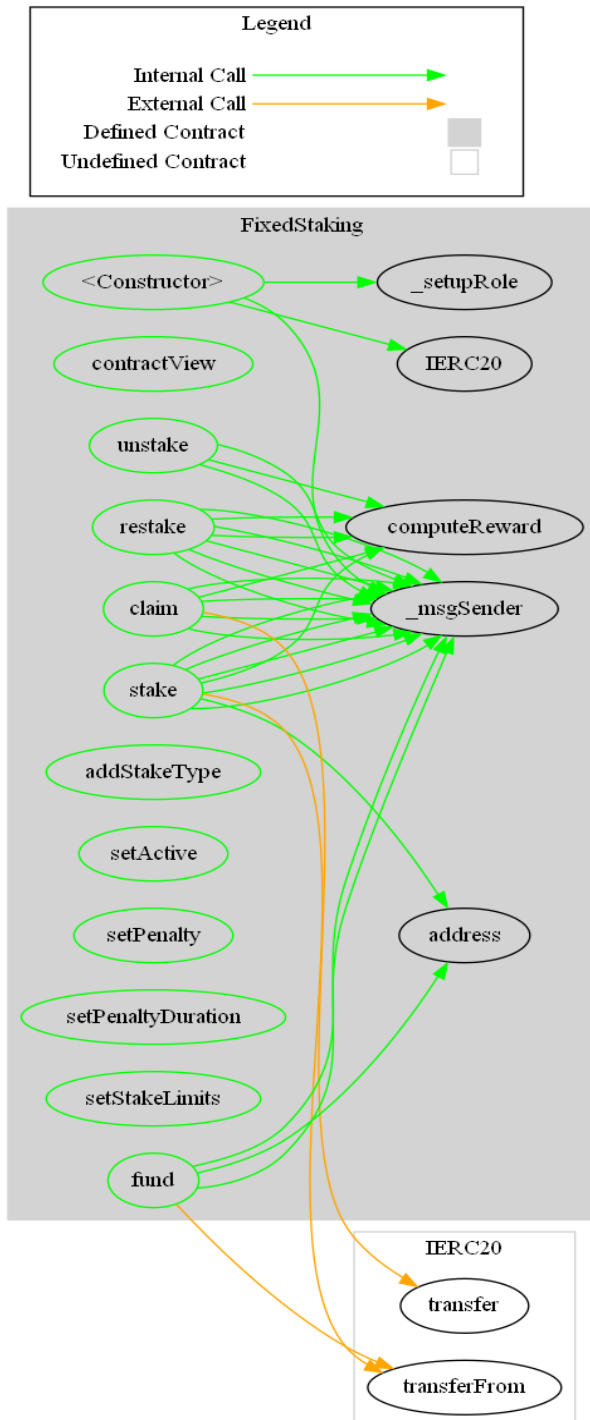 Legend
Internal Call
External Call
Defined Contract
Undefined Contract
FixedStaking
<Constructor>
_setupRole
contractView
IERC20
unstake
restake
computeReward
claim
_msgSender
stake
addStakeType
setActive
setPenalty
address
setPenaltyDuration
setStakeLimits
fund
IERC20
transfer
transferFrom